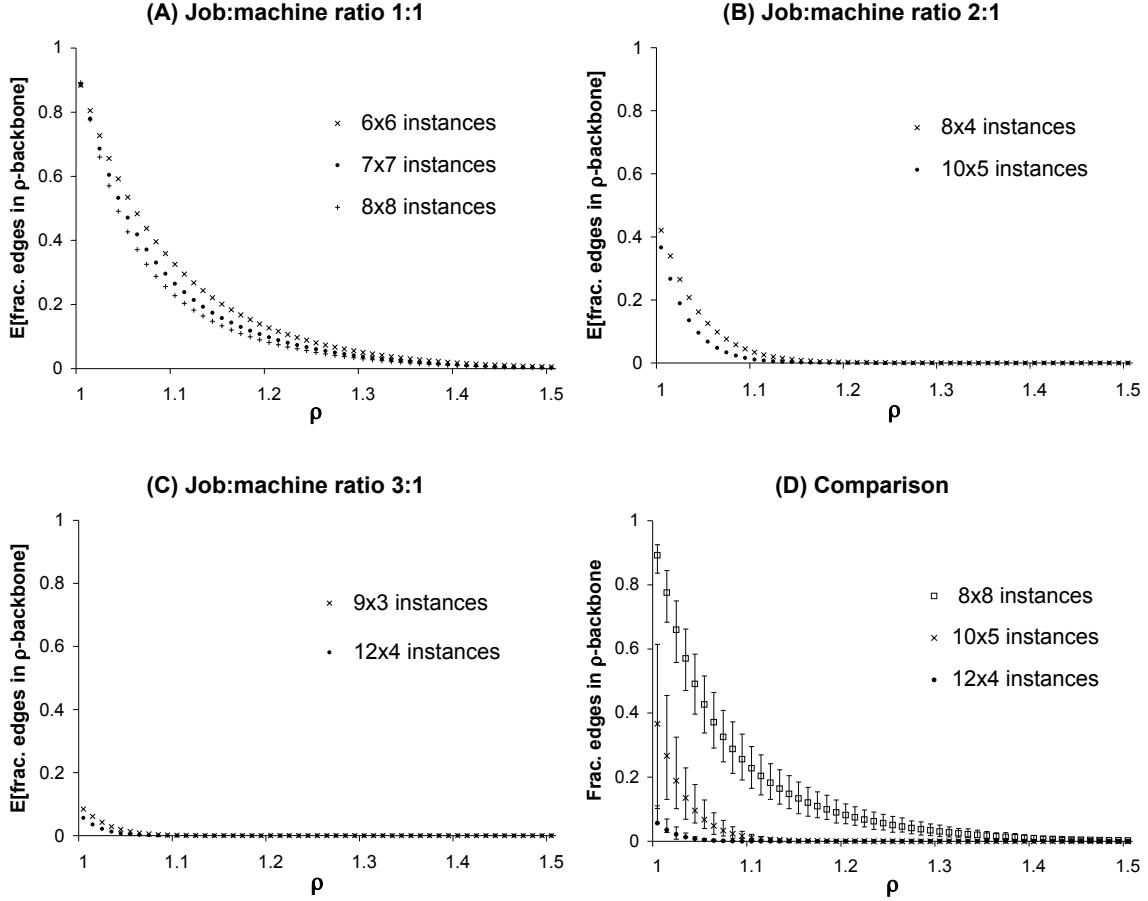 (A) Job:machine ratio 1:1
E[frac. edges in ρ-backbone]
1
0.8
0.6
0.4
0.2
0
× 6x6 instances
• 7x7 instances
+ 8x8 instances
1 1.1 1.2 1.3 1.4 1.5
ρ
(B) Job:machine ratio 2:1
E[frac. edges in ρ-backbone]
1
0.8
0.6
0.4
0.2
0
× 8x4 instances
• 10x5 instances
1 1.1 1.2 1.3 1.4 1.5
ρ
(C) Job:machine ratio 3:1
E[frac. edges in ρ-backbone]
1
0.8
0.6
0.4
0.2
0
× 9x3 instances
• 12x4 instances
1 1.1 1.2 1.3 1.4 1.5
ρ
(D) Comparison
Frac. edges in ρ-backbone
1
0.8
0.6
0.4
0.2
0
□ 8x8 instances
× 10x5 instances
• 12x4 instances
1 1.1 1.2 1.3 1.4 1.5
ρ